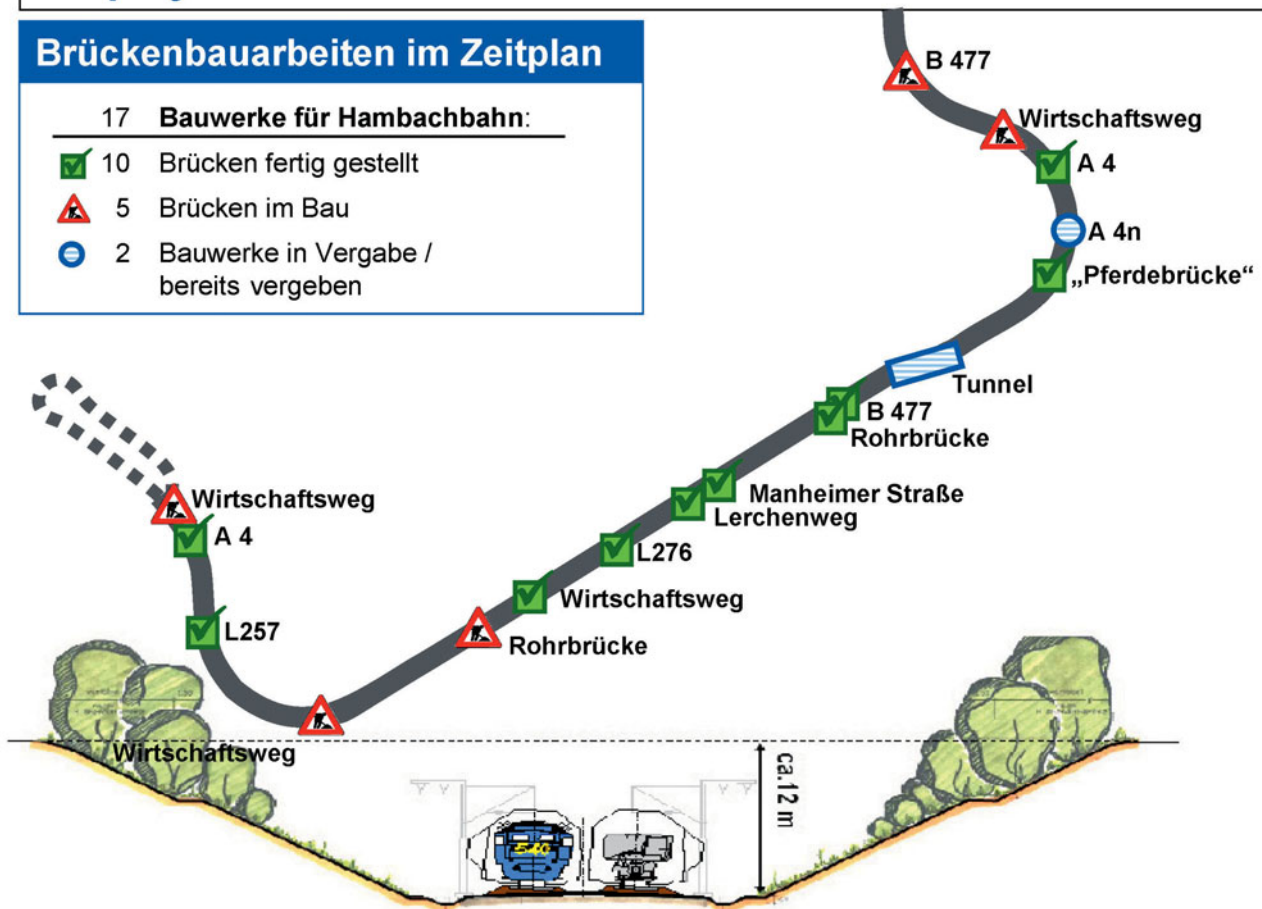 Brückenbauarbeiten im Zeitplan
17 Bauwerke für Hambachbahn:
10 Brücken fertig gestellt
5 Brücken im Bau
2 Bauwerke in Vergabe /
bereits vergeben
B 477
Wirtschaftsweg
A 4
A 4n
„Pferdebrücke“
Tunnel
B 477
Rohrbrücke
Manheimer Straße
Lerchenweg
L276
Wirtschaftsweg
Rohrbrücke
Wirtschaftsweg
A 4
L257
Wirtschaftsweg
ca.12 m